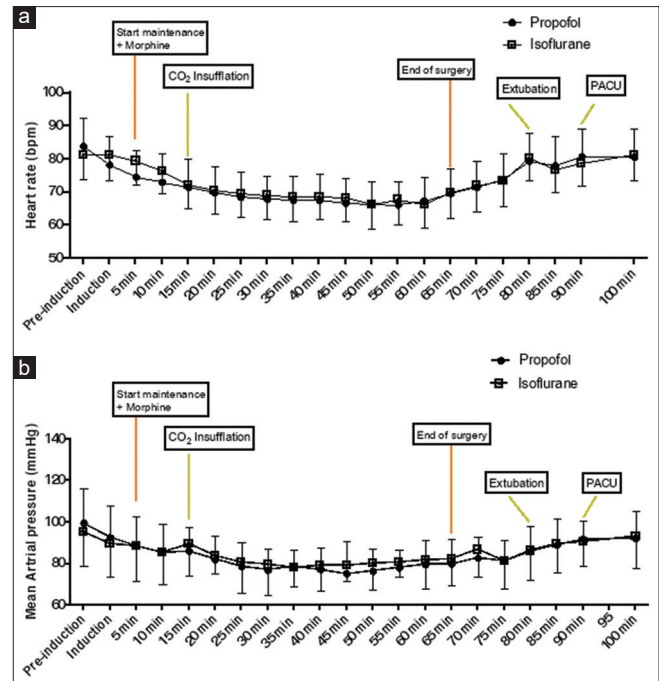 a
Propofol
Isoflurane
Start maintenance
+ Morphine
CO2 Insufflation
End of surgery
Extubation
PACU
Heart rate (bpm)
100
90
80
70
60
50
Pre-induction
Induction
5 min
10 min
15 min
20 min
25 min
30 min
35 min
40 min
45 min
50 min
55 min
60 min
65 min
70 min
75 min
80 min
85 min
90 min
100 min
b
Propofol
Isoflurane
Start maintenance
+ Morphine
CO2 Insufflation
End of surgery
Extubation
PACU
Mean Artrial pressure (mmHg)
140
120
100
80
60
Pre-induction
Induction
5 min
10 min
15 min
20 min
25 min
30 min
35 min
40 min
45 min
50 min
55 min
60 min
65 min
70 min
75 min
80 min
85 min
90 min
95
100 min